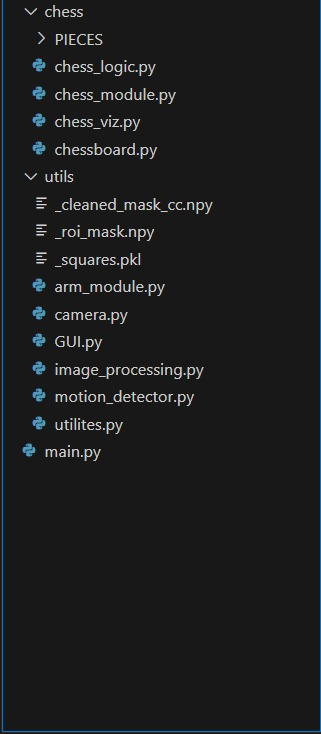 chess
PIECES
chess_logic.py
chess_module.py
chess_viz.py
chessboard.py
utils
_cleaned_mask_cc.npy
_roi_mask.npy
_squares.pkl
arm_module.py
camera.py
GUI.py
image_processing.py
motion_detector.py
utilites.py
main.py